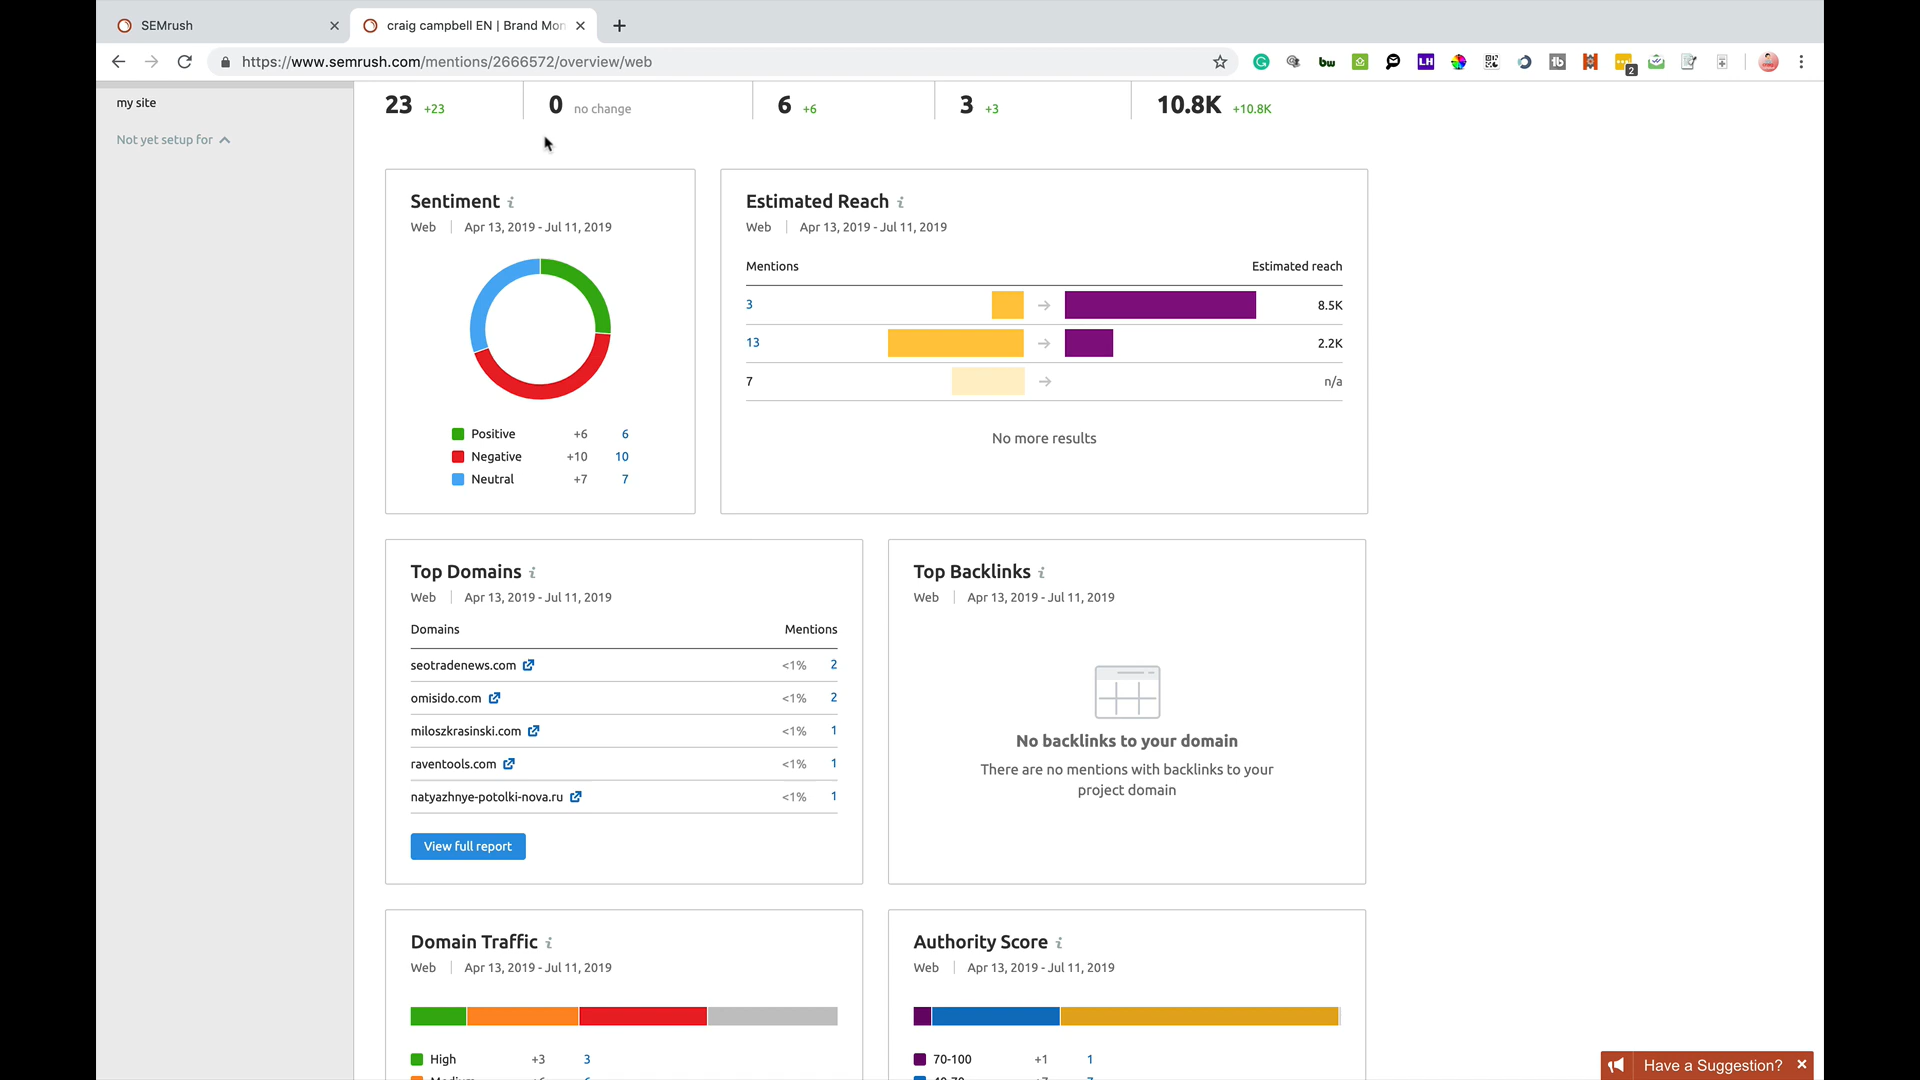 SEMrush
craig campbell EN | Brand Mon
https://www.semrush.com/mentions/2666572/overview/web
bw
LH
tb
2
my site
Not yet setup for
23 +23
0 no change
6 +6
3 +3
10.8K +10.8K
Sentiment
Web Apr 13, 2019 - Jul 11, 2019
Positive +6 6
Negative +10 10
Neutral +7 7
Estimated Reach
Web Apr 13, 2019 - Jul 11, 2019
Mentions Estimated reach
3 8.5K
13 2.2K
7 n/a
No more results
Top Domains
Web Apr 13, 2019 - Jul 11, 2019
Domains Mentions
seotradenews.com <1% 2
omisido.com <1% 2
miloszkrasinski.com <1% 1
raventools.com <1% 1
natyazhnye-potolki-nova.ru <1% 1
View full report
Top Backlinks
Web Apr 13, 2019 - Jul 11, 2019
No backlinks to your domain
There are no mentions with backlinks to your
project domain
Domain Traffic
Web Apr 13, 2019 - Jul 11, 2019
High +3 3
Authority Score
Web Apr 13, 2019 - Jul 11, 2019
70-100 +1 1
Have a Suggestion?